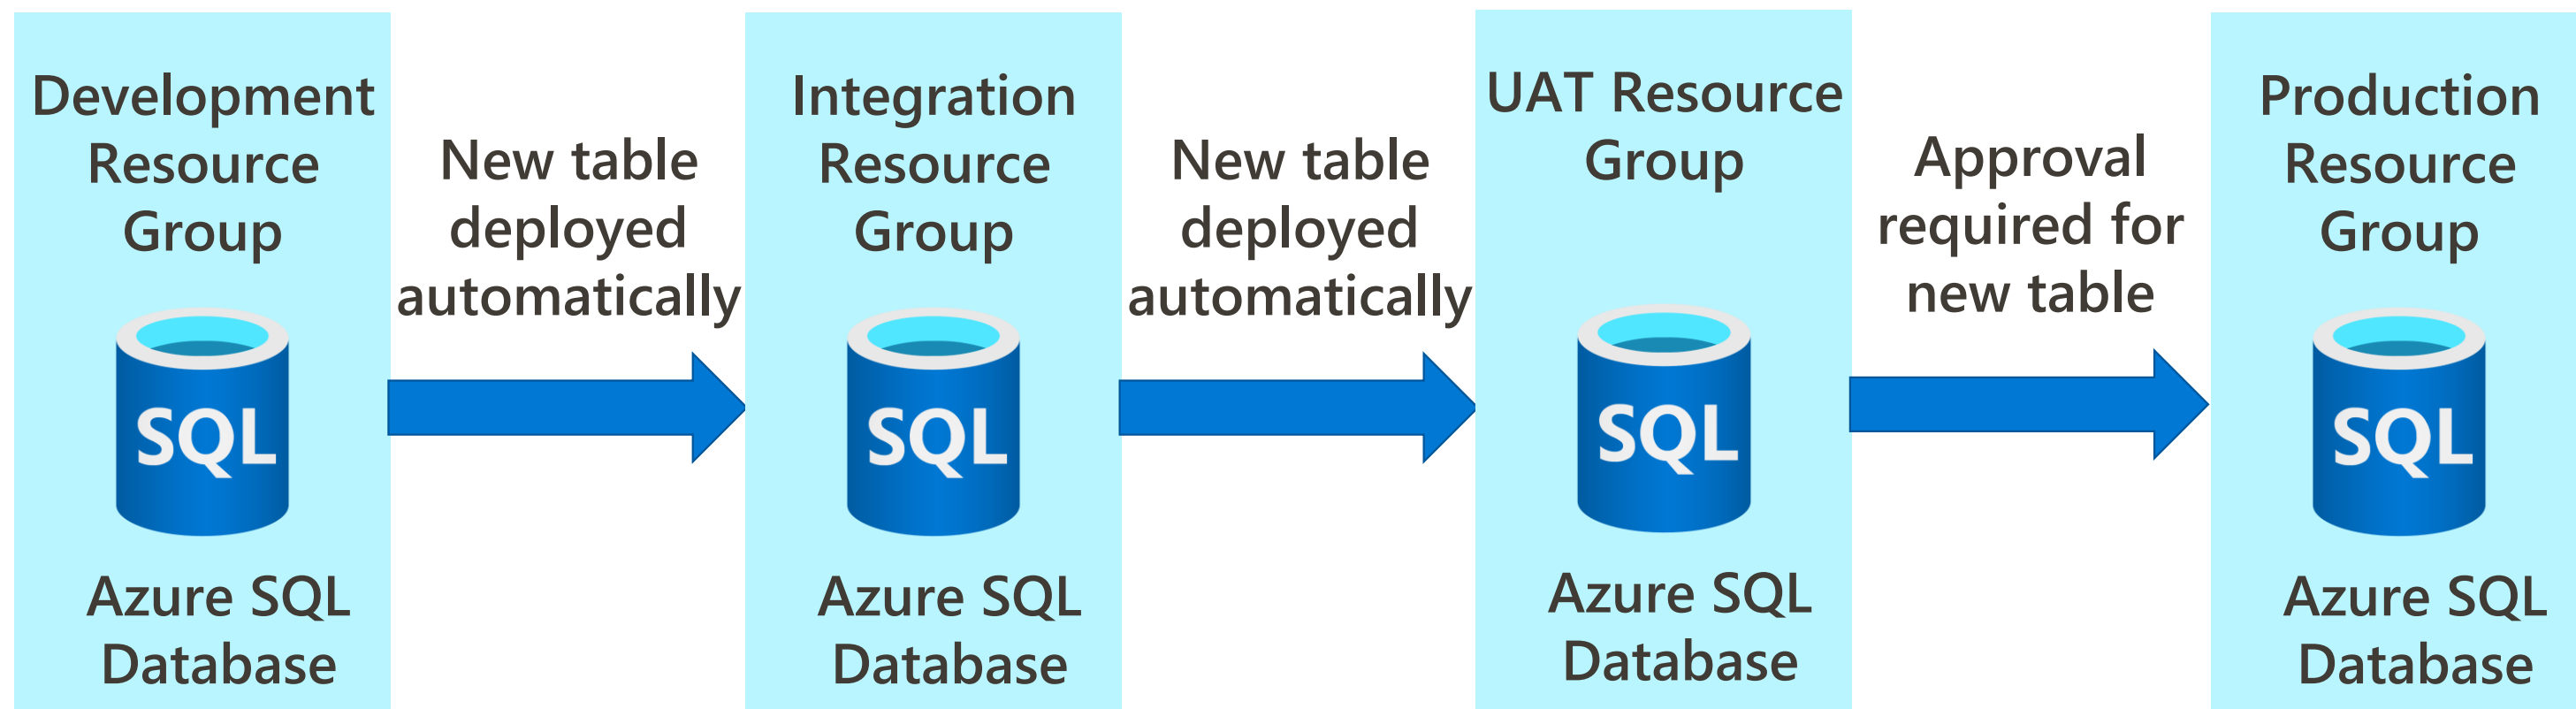 Development
Resource
Group
SQL
Azure SQL
Database
New table
deployed
automatically
Integration
Resource
Group
SQL
Azure SQL
Database
New table
deployed
automatically
UAT Resource
Group
SQL
Azure SQL
Database
Approval
required for
new table
Production
Resource
Group
SQL
Azure SQL
Database